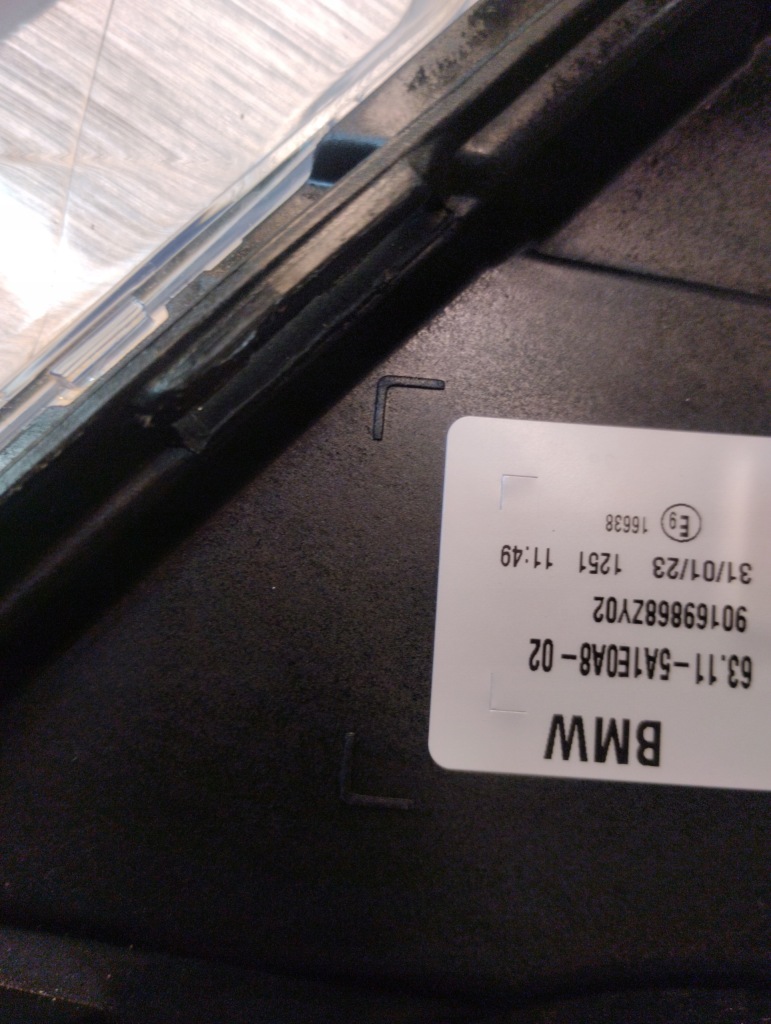 BMW
63.11-5A1E0A8-02
90169868ZY02
31/01/23 1251 11:49
E9 16638